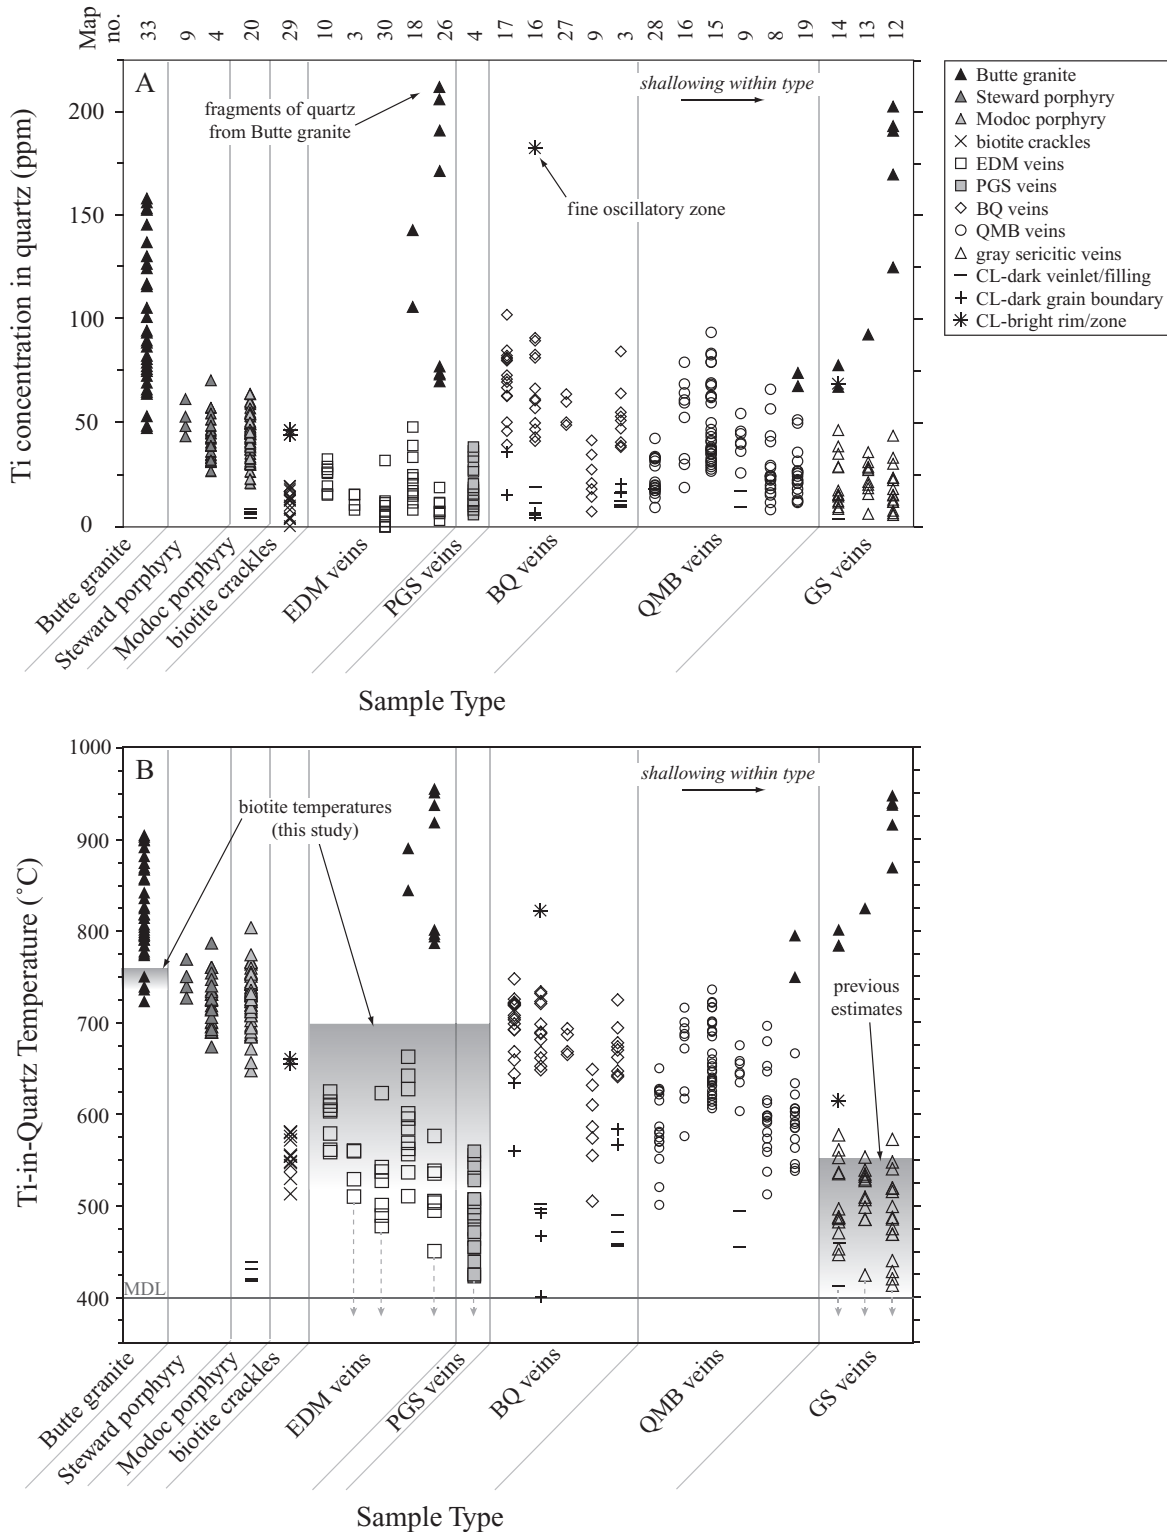 Map
no.
33 9 4 20 29 10 3 30 18 26 4 17 16 27 9 3 28 16 15 9 8 19 14 13 12
A
Ti concentration in quartz (ppm)
200
150
100
50
0
fragments of quartz
from Butte granite
shallowing within type
fine oscillatory zone
Butte granite
Steward porphyry
Modoc porphyry
biotite crackles
EDM veins
PGS veins
BQ veins
QMB veins
gray sericitic veins
CL-dark veinlet/filling
CL-dark grain boundary
CL-bright rim/zone
Butte granite
Steward porphyry
Modoc porphyry
biotite crackles
EDM veins
PGS veins
BQ veins
QMB veins
GS veins
Sample Type
B
Ti-in-Quartz Temperature (˚C)
1000
900
800
700
600
500
400
biotite temperatures
(this study)
shallowing within type
previous
estimates
MDL
Butte granite
Steward porphyry
Modoc porphyry
biotite crackles
EDM veins
PGS veins
BQ veins
QMB veins
GS veins
Sample Type